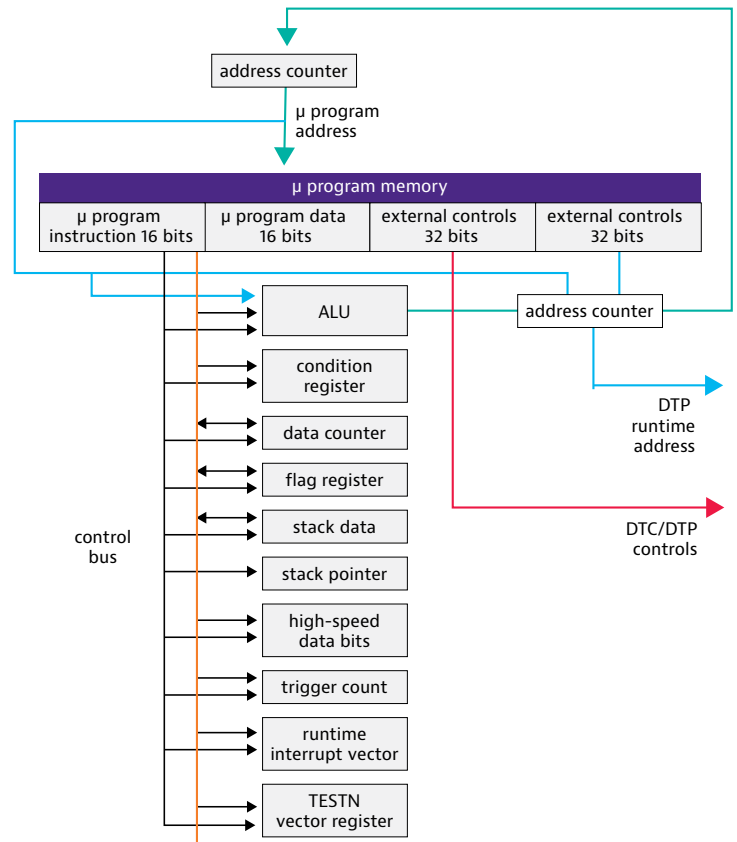 address counter
µ program
address
µ program memory
µ program
instruction 16 bits
µ program data
16 bits
external controls
32 bits
external controls
32 bits
ALU
address counter
condition
register
DTP
runtime
address
data counter
flag register
stack data
DTC/DTP
controls
control
bus
stack pointer
high-speed
data bits
trigger count
runtime
interrupt vector
TESTN
vector register